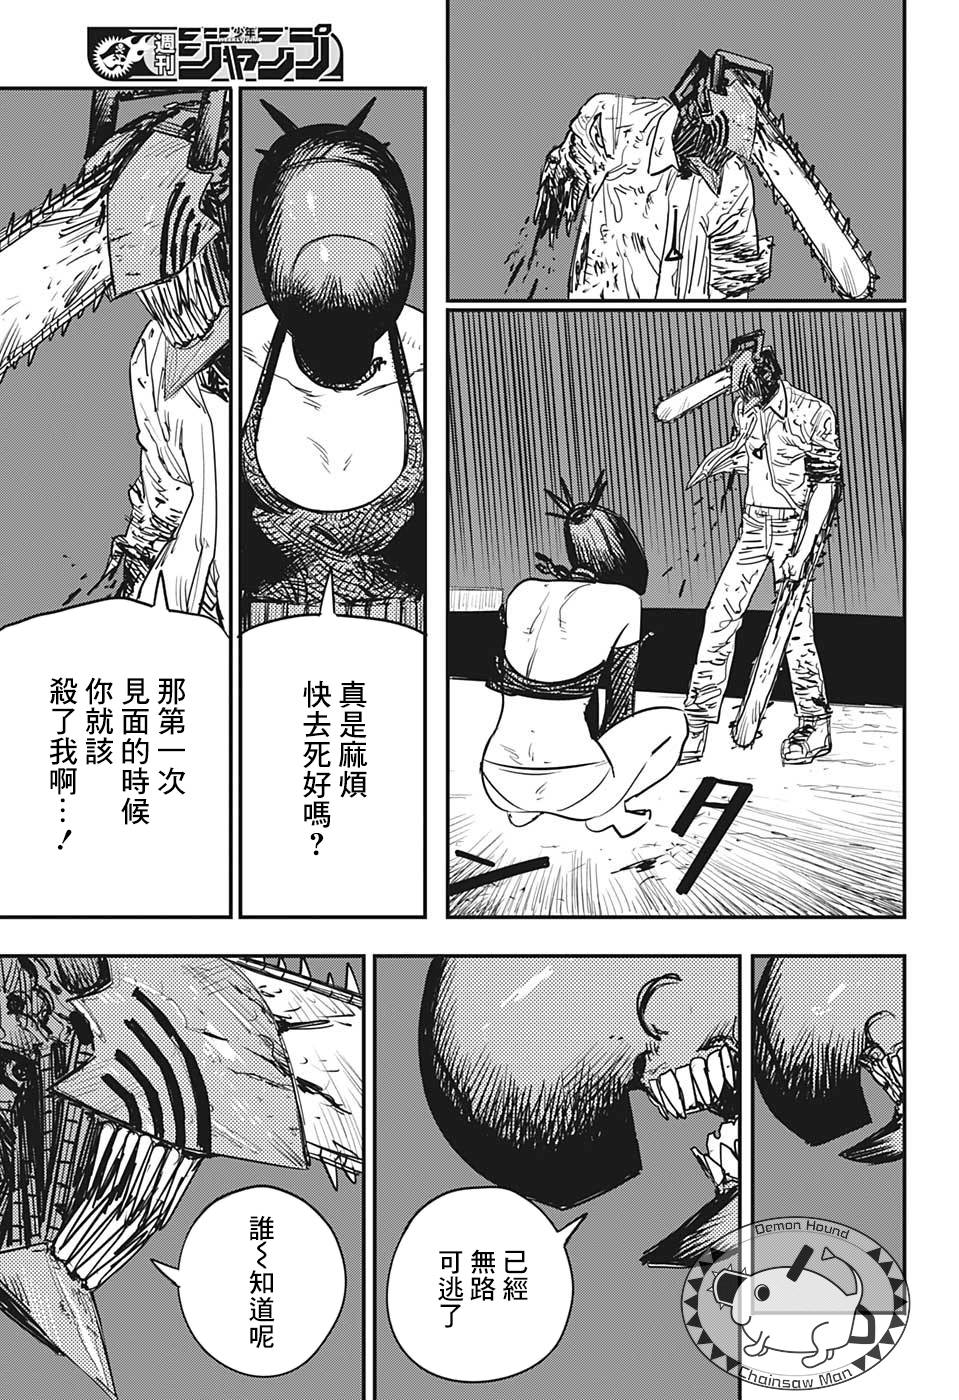 週刊
少年
ジャンプ
タ
ン
真是麻煩
快去死好嗎？
那第一次
見面的時候
你就該
殺了我啊…！
已經
無路
可逃了
誰～知道呢
Demon Hound
Chainsaw Man